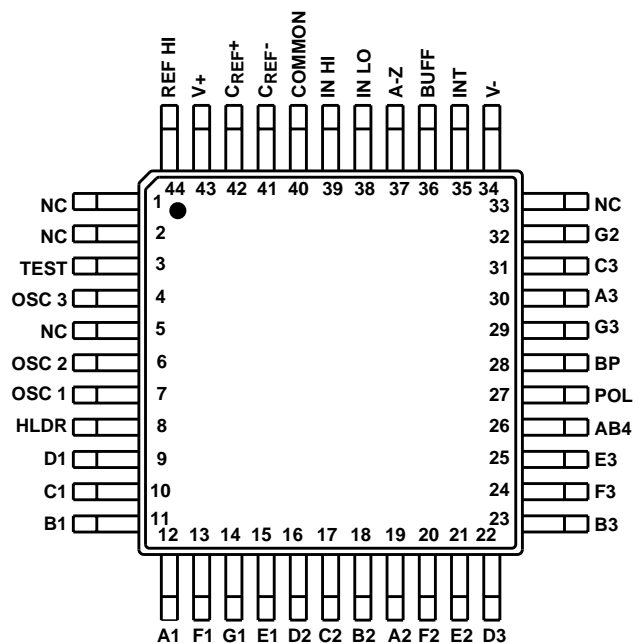 REF HI
V+
CREF+
CREF-
COMMON
IN HI
IN LO
A-Z
BUFF
INT
V-
44 43 42 41 40 39 38 37 36 35 34
NC 1
NC 2
TEST 3
OSC 3 4
NC 5
OSC 2 6
OSC 1 7
HLDR 8
D1 9
C1 10
B1 11
33 NC
32 G2
31 C3
30 A3
29 G3
28 BP
27 POL
26 AB4
25 E3
24 F3
23 B3
12 13 14 15 16 17 18 19 20 21 22
A1 F1 G1 E1 D2 C2 B2 A2 F2 E2 D3